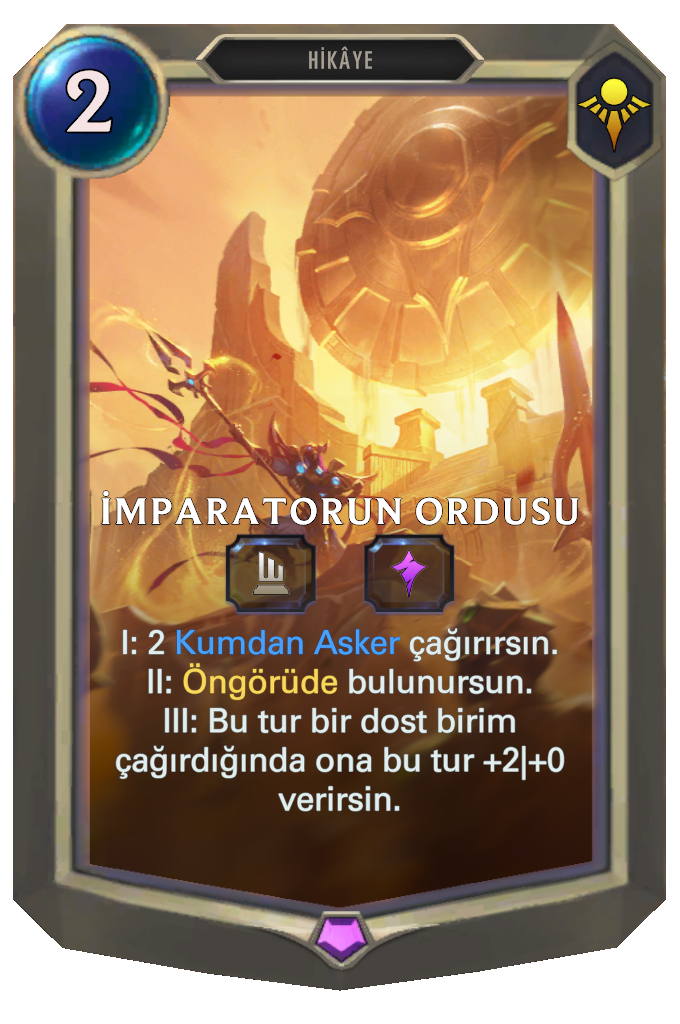 HİKÂYE
2
İMPARATORUN ORDUSU
I: 2 Kumdan Asker çağırırsın.
II: Öngörüde bulunursun.
III: Bu tur bir dost birim
çağırdığında ona bu tur +2|+0
verirsin.